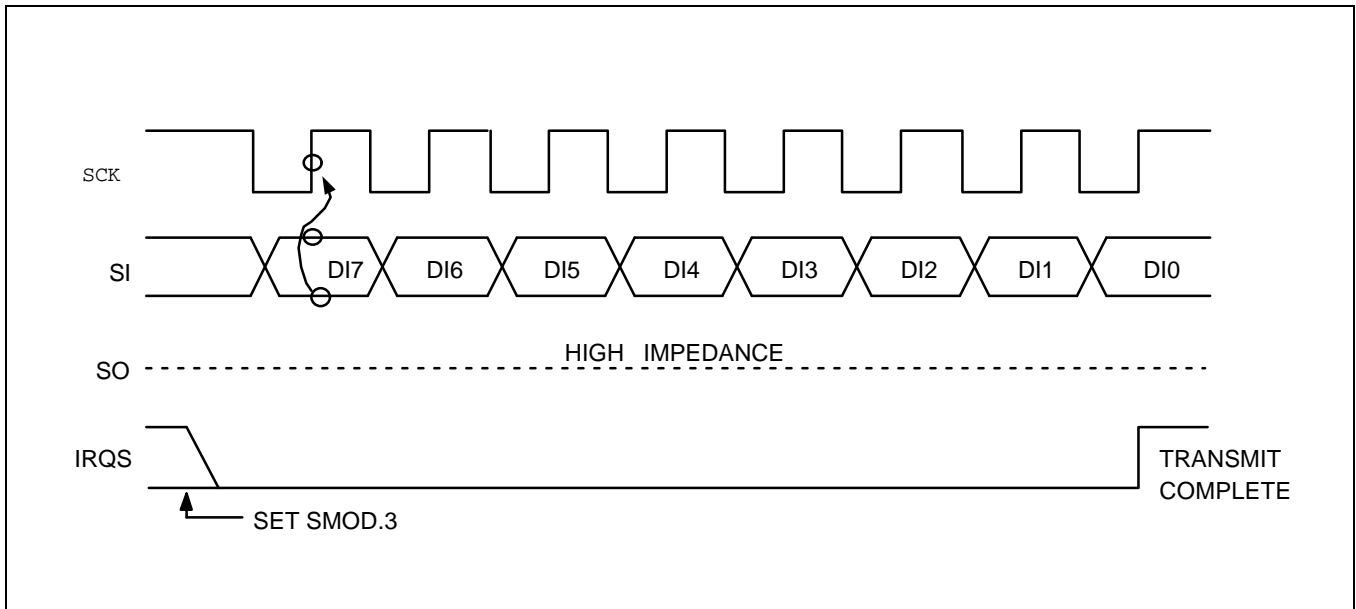 SCK
SI DI7 DI6 DI5 DI4 DI3 DI2 DI1 DI0
HIGH IMPEDANCE
SO
IRQS
TRANSMIT
COMPLETE
SET SMOD.3